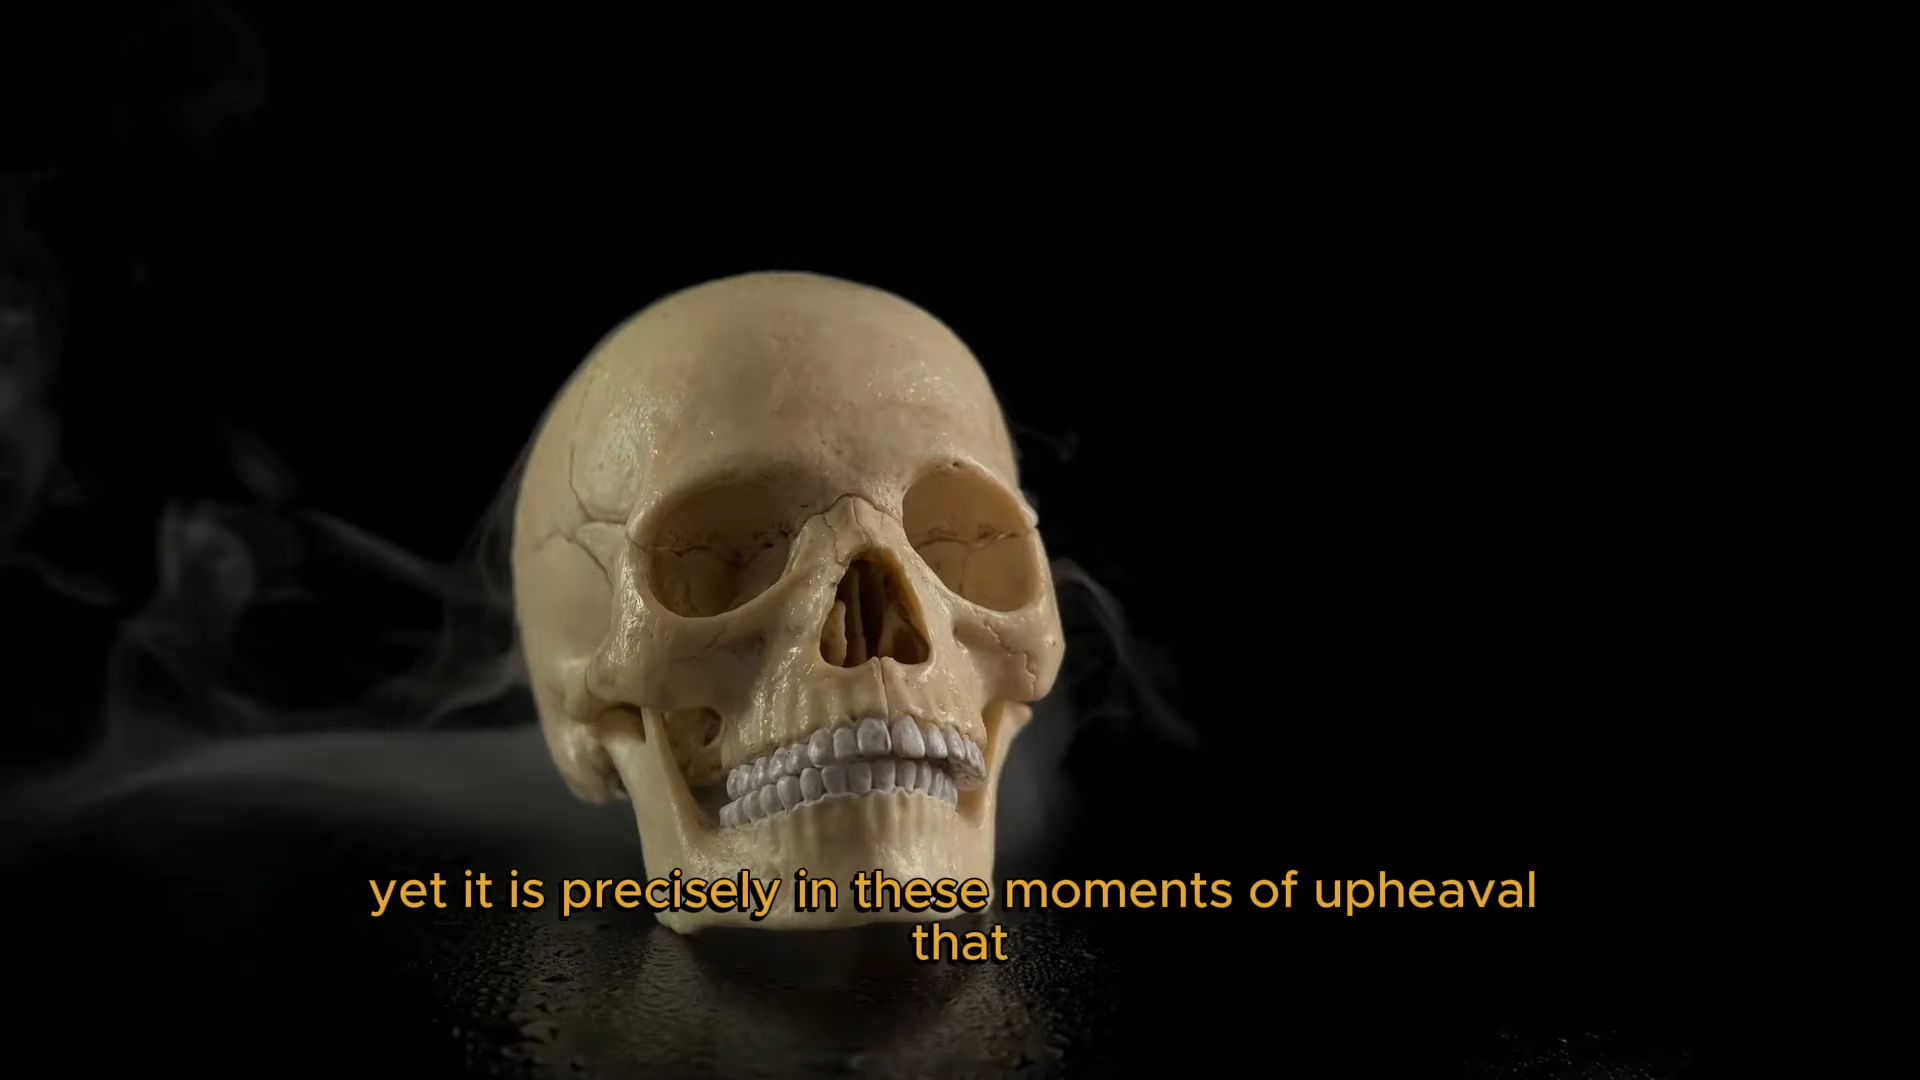 yet it is precisely in these moments of upheaval
that